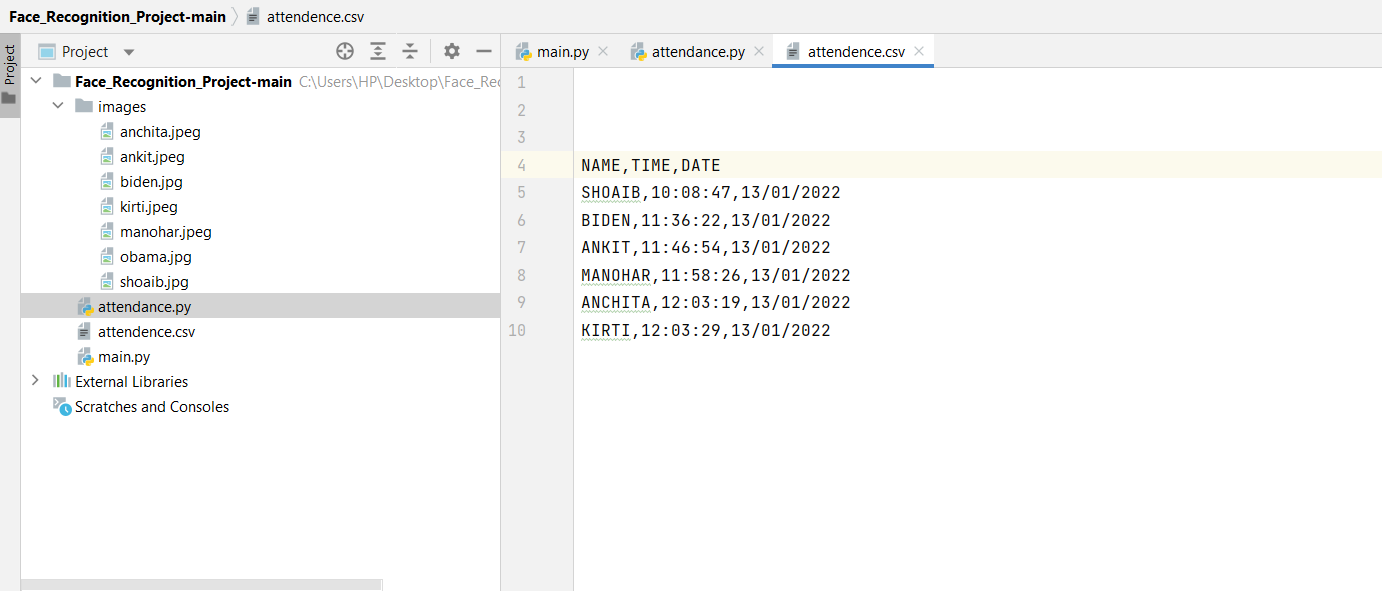 Face_Recognition_Project-main attendence.csv
Project
Project
main.py attendance.py attendence.csv
Face_Recognition_Project-main C:\Users\HP\Desktop\Face_Rec
images
anchita.jpeg
ankit.jpeg
biden.jpg
kirti.jpeg
manohar.jpeg
obama.jpg
shoaib.jpg
attendance.py
attendence.csv
main.py
External Libraries
Scratches and Consoles
1
2
3
4 NAME,TIME,DATE
5 SHOAIB,10:08:47,13/01/2022
6 BIDEN,11:36:22,13/01/2022
7 ANKIT,11:46:54,13/01/2022
8 MANOHAR,11:58:26,13/01/2022
9 ANCHITA,12:03:19,13/01/2022
10 KIRTI,12:03:29,13/01/2022